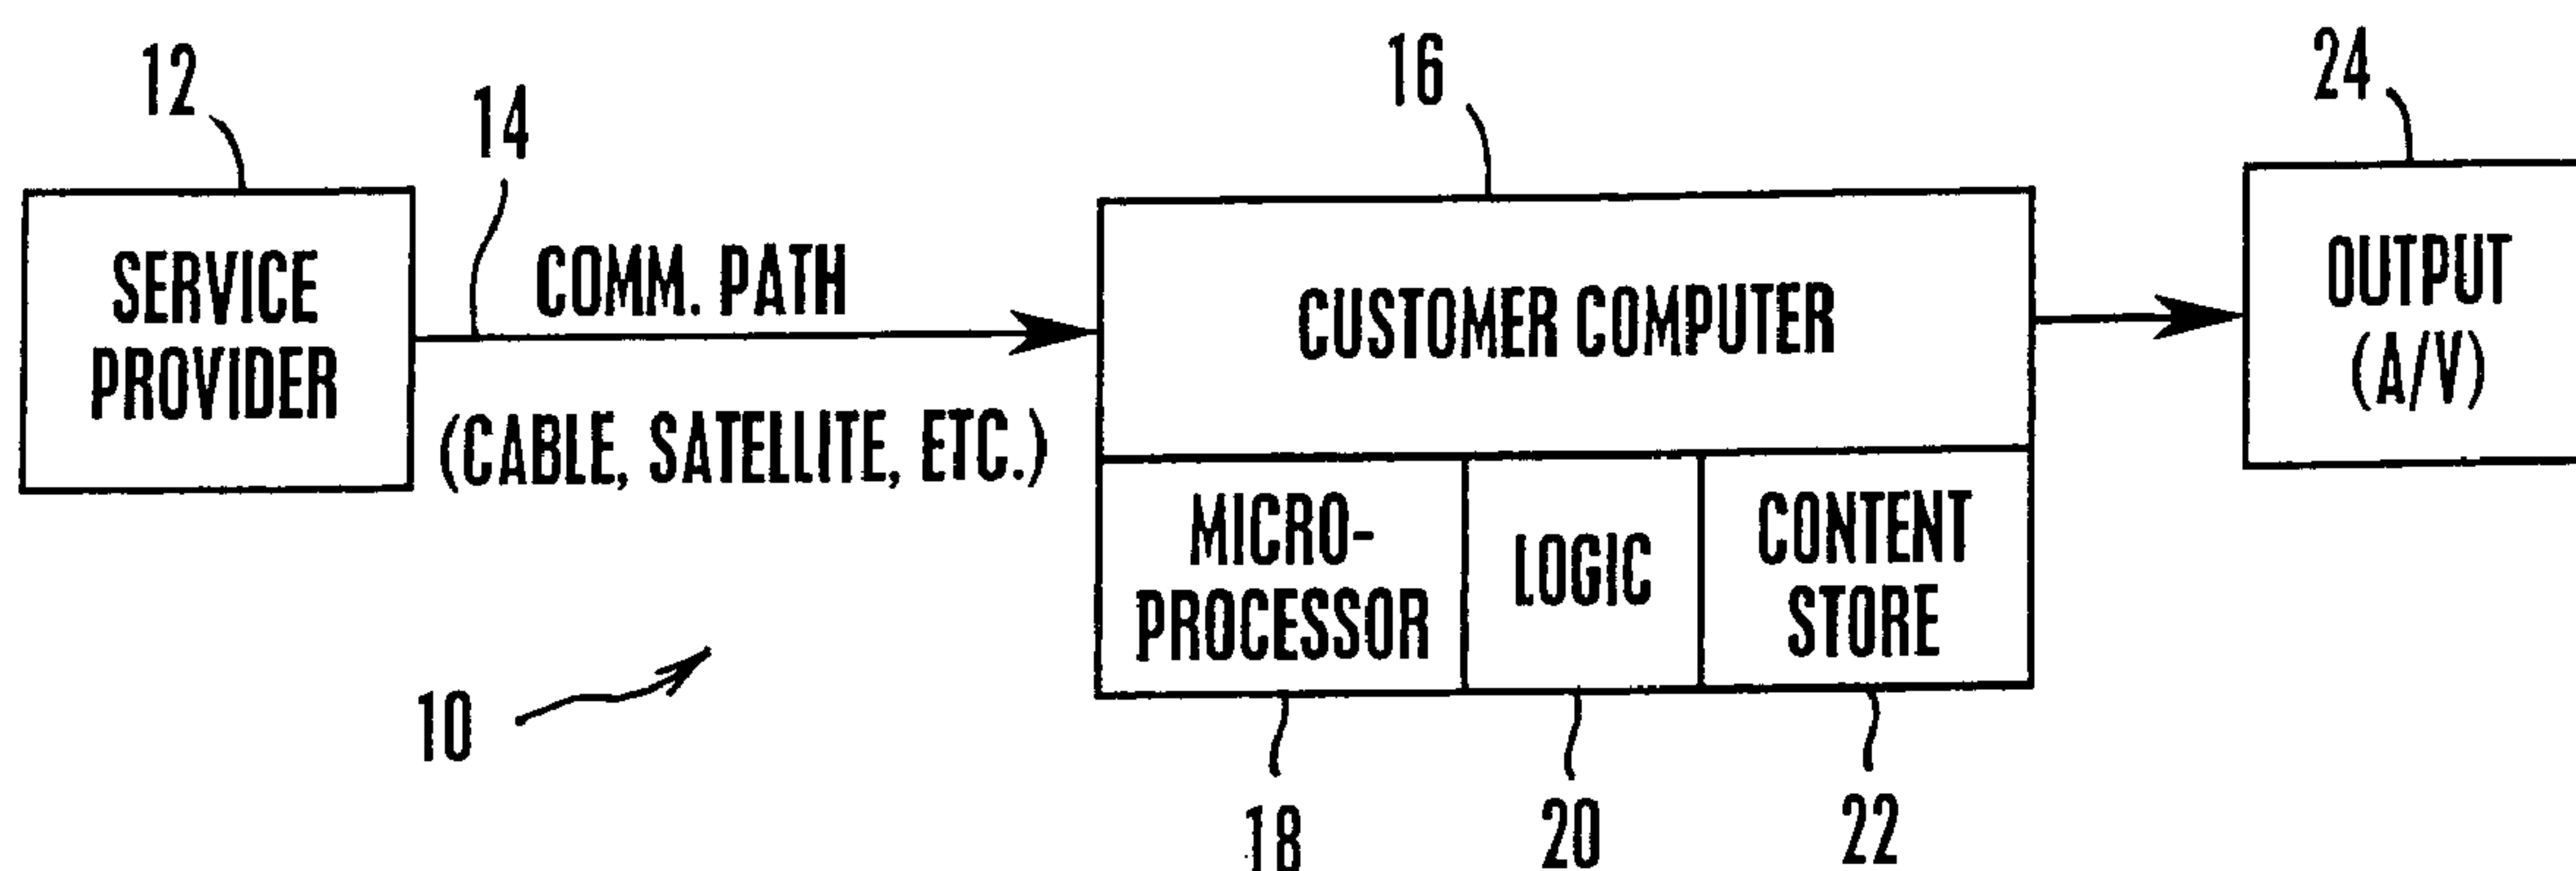 12
14
16
24
SERVICE
PROVIDER
COMM. PATH
(CABLE, SATELLITE, ETC.)
CUSTOMER COMPUTER
OUTPUT
(A/V)
MICRO-
PROCESSOR
LOGIC
CONTENT
STORE
10
18
20
22